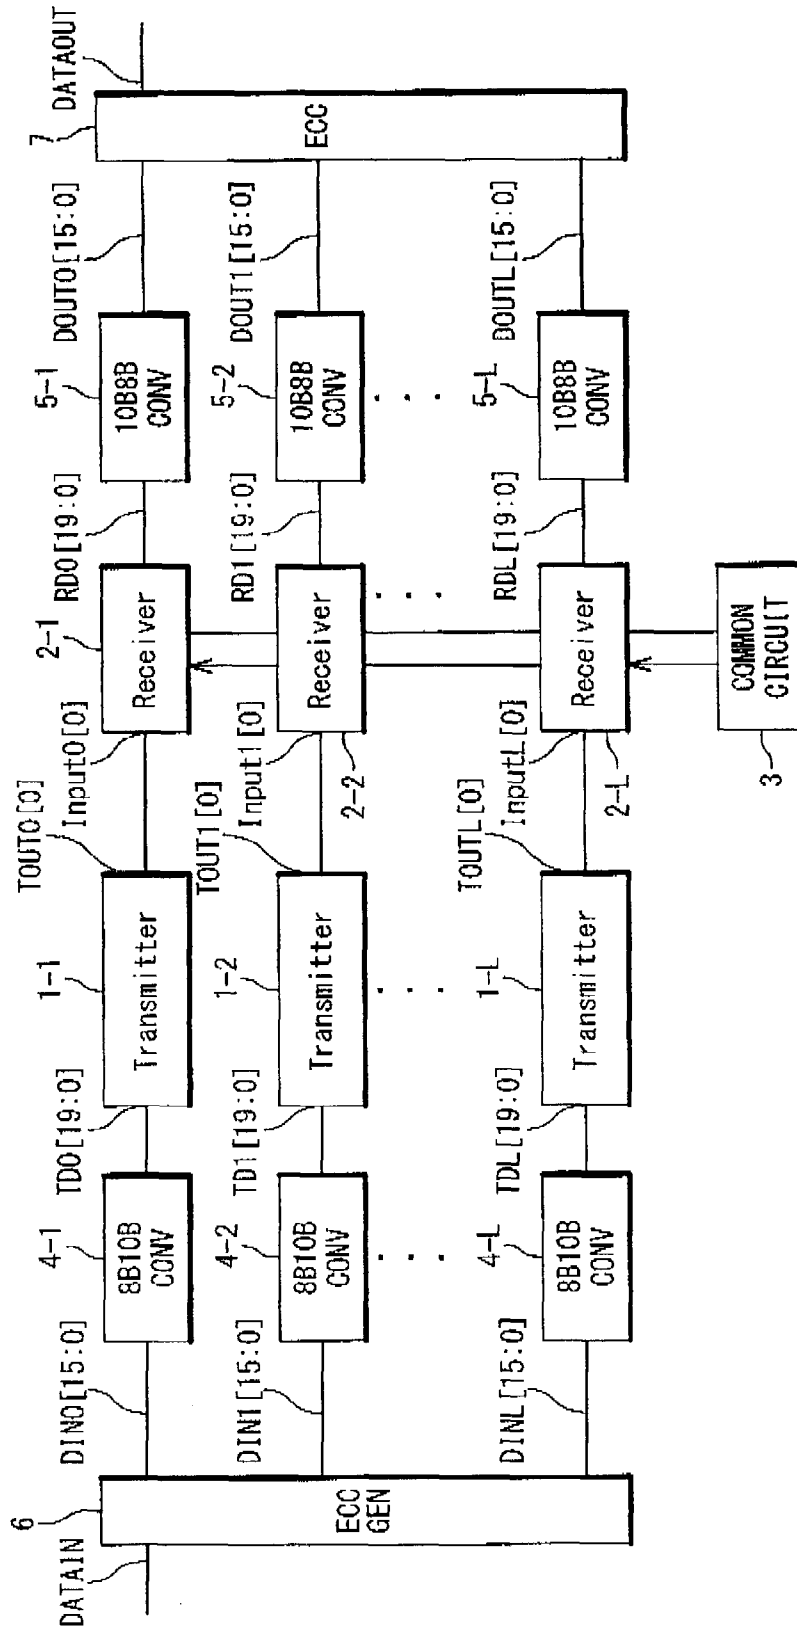 DATAIN
6
ECC
GEN
DIN0[15:0]
4-1
8B10B
CONV
TD0[19:0]
1-1
Transmitter
TOUT0[0]
Input0[0]
2-1
Receiver
RD0[19:0]
5-1
10B8B
CONV
DOUT0[15:0]
7
ECC
DATAOUT
DIN1[15:0]
4-2
8B10B
CONV
TD1[19:0]
1-2
Transmitter
TOUT1[0]
Input1[0]
2-2
Receiver
RD1[19:0]
5-2
10B8B
CONV
DOUT1[15:0]
. . .
. . .
. . .
. . .
DINL[15:0]
4-L
8B10B
CONV
TDL[19:0]
1-L
Transmitter
TOUTL[0]
InputL[0]
2-L
Receiver
RDL[19:0]
5-L
10B8B
CONV
DOUTL[15:0]
3
COMMON
CIRCUIT